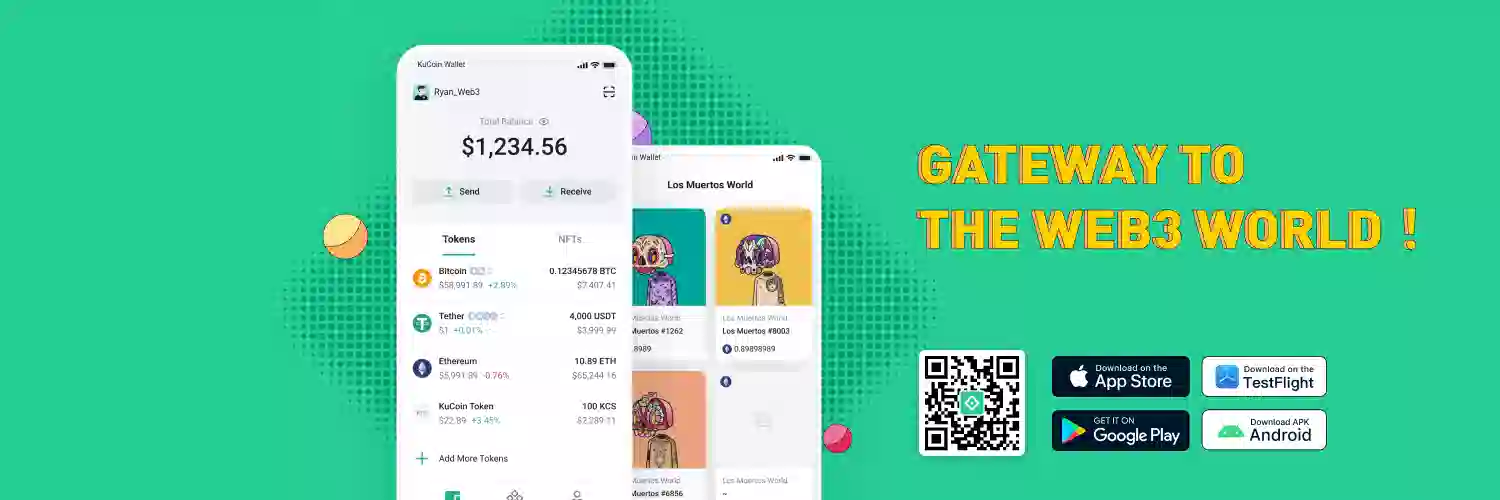 KuCoin Wallet
Ryan_Web3
Total Balance
$1,234.56
Send
Receive
Tokens
NFTs
Bitcoin
0.12345678 BTC
$58,991.89 +2.89%
$7,407.41
Tether
4,000 USDT
$1 +0.01%
$3,999.99
Ethereum
10.89 ETH
$5,991.89 -0.76%
$65,244.16
KuCoin Token
100 KCS
$22.89 +3.45%
$2,289.11
Add More Tokens
in Wallet
Los Muertos World
Muertos World
Muertos #1262
.8989
Los Muertos World
Los Muertos #8003
0.89898989
Muertos World
Muertos #6856
Los Muertos World
~
GATEWAY TO
THE WEB3 WORLD !
Download on the
App Store
Download on the
TestFlight
GET IT ON
Google Play
Download APK
Android